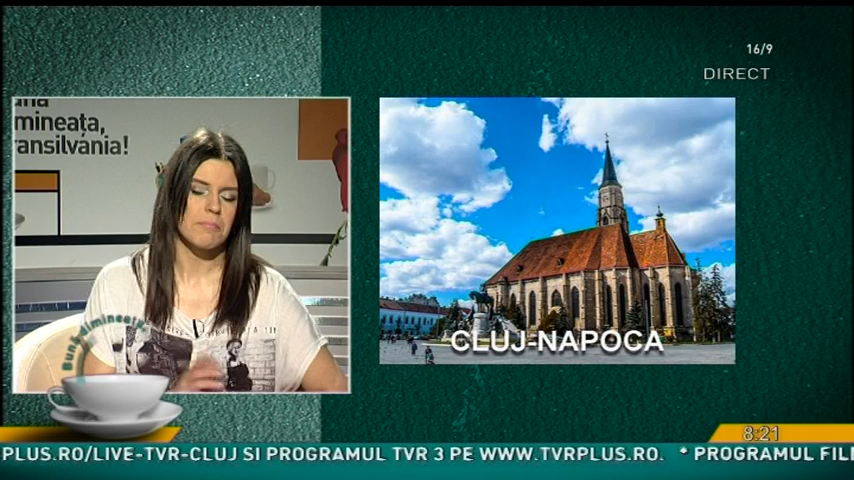 16/9
DIRECT
mineața,
ransilvania!
CLUJ-NAPOCA
8:21
PLUS.RO/LIVE-TVR-CLUJ SI PROGRAMUL TVR 3 PE WWW.TVRPLUS.RO. * PROGRAMUL FILM